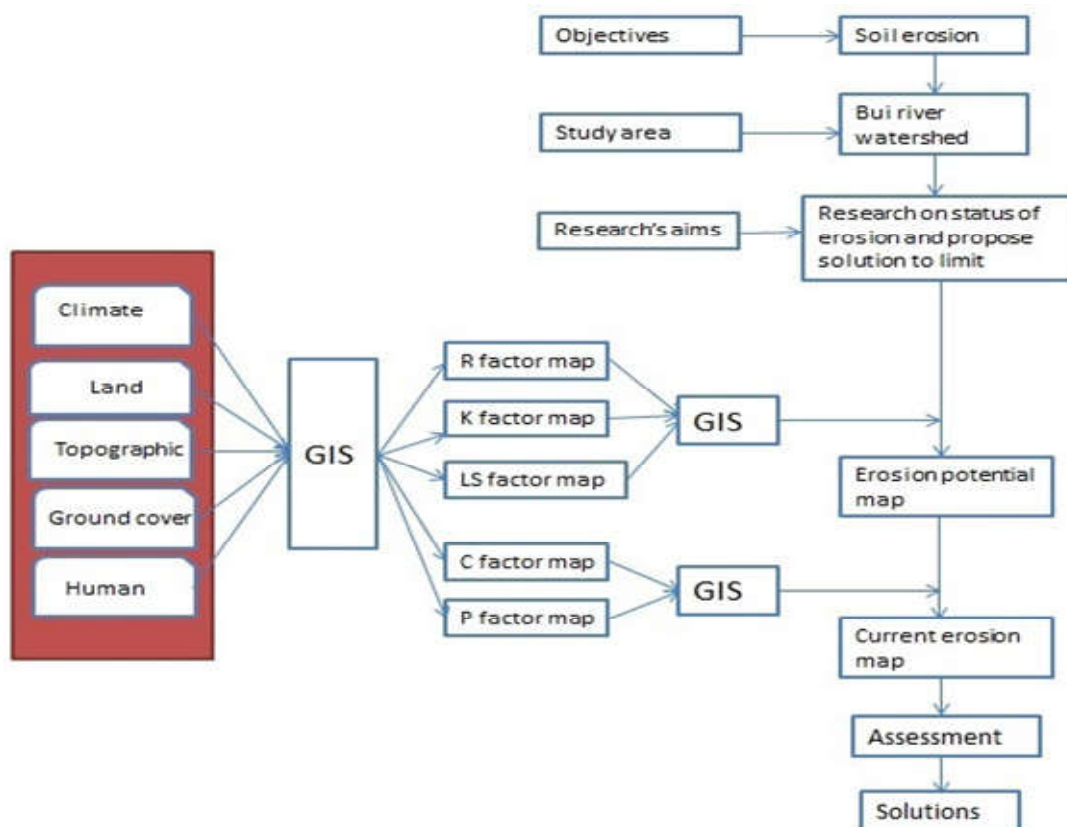 Objectives
Soil erosion
Study area
Bui river
watershed
Research's aims
Research on status of
erosion and propose
solution to limit
Climate
Land
Topographic
Ground cover
Human
GIS
R factor map
K factor map
LS factor map
C factor map
P factor map
GIS
GIS
Erosion potential
map
Current erosion
map
Assessment
Solutions